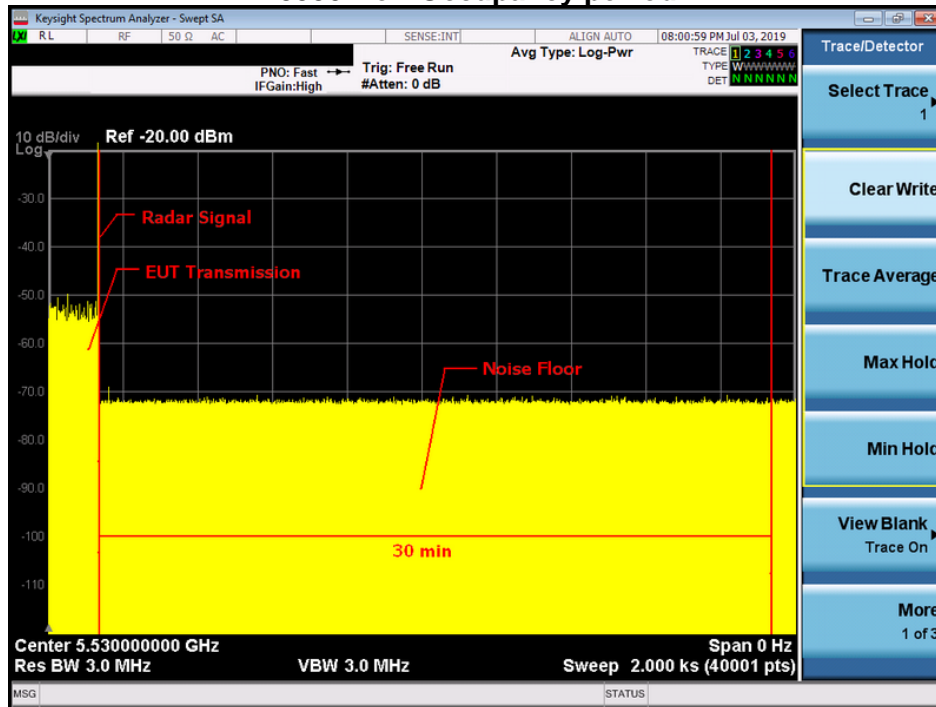 Keysight Spectrum Analyzer - Swept SA
LXI RL RF 50 Ω AC SENSE:INT ALIGN AUTO 08:00:59 PM Jul 03, 2019
Avg Type: Log-Pwr
TRACE 1 2 3 4 5 6
TYPE WWWWWW
DET N N N N N N
PNO: Fast
IFGain:High
Trig: Free Run
#Atten: 0 dB
10 dB/div
Log
Ref -20.00 dBm
-30.0
Radar Signal
-40.0
EUT Transmission
-50.0
-60.0
Noise Floor
-70.0
-80.0
-90.0
-100
30 min
-110
Center 5.530000000 GHz Span 0 Hz
Res BW 3.0 MHz VBW 3.0 MHz Sweep 2.000 ks (40001 pts)
MSG STATUS
Trace/Detector
Select Trace
1
Clear Write
Trace Average
Max Hold
Min Hold
View Blank
Trace On
More
1 of 3